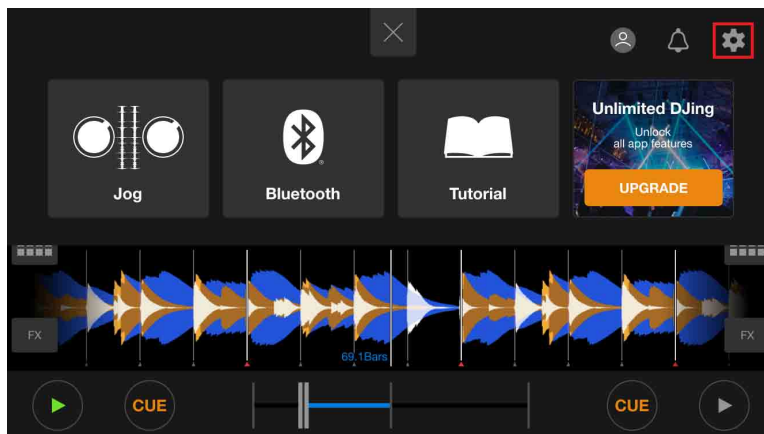 Jog
Bluetooth
Tutorial
Unlimited DJing
Unlock
all app features
UPGRADE
FX
69.1Bars
FX
CUE
CUE